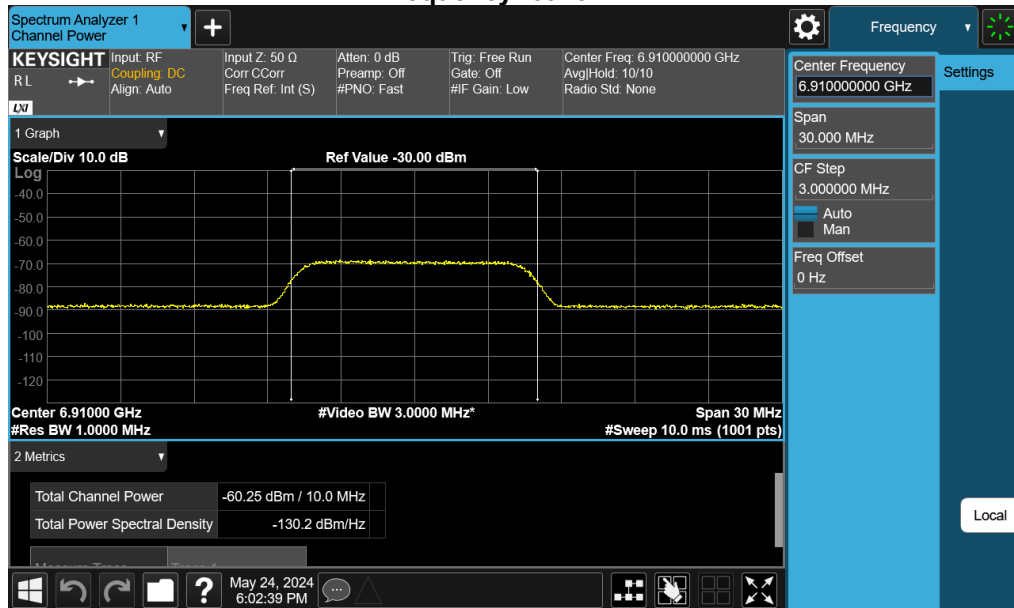 Spectrum Analyzer 1
Channel Power
Frequency
KEYSIGHT
RL
LXI
Input: RF
Coupling: DC
Align: Auto
Input Z: 50 Ω
Corr CCorr
Freq Ref: Int (S)
Atten: 0 dB
Preamp: Off
#PNO: Fast
Trig: Free Run
Gate: Off
#IF Gain: Low
Center Freq: 6.910000000 GHz
Avg|Hold: 10/10
Radio Std: None
Center Frequency
6.910000000 GHz
Settings
Span
30.000 MHz
CF Step
3.000000 MHz
Auto
Man
Freq Offset
0 Hz
Local
1 Graph
Scale/Div 10.0 dB
Ref Value -30.00 dBm
Log
-40.0
-50.0
-60.0
-70.0
-80.0
-90.0
-100
-110
-120
Center 6.91000 GHz
#Video BW 3.0000 MHz*
Span 30 MHz
#Res BW 1.0000 MHz
#Sweep 10.0 ms (1001 pts)
2 Metrics
Total Channel Power -60.25 dBm / 10.0 MHz
Total Power Spectral Density -130.2 dBm/Hz
May 24, 2024
6:02:39 PM